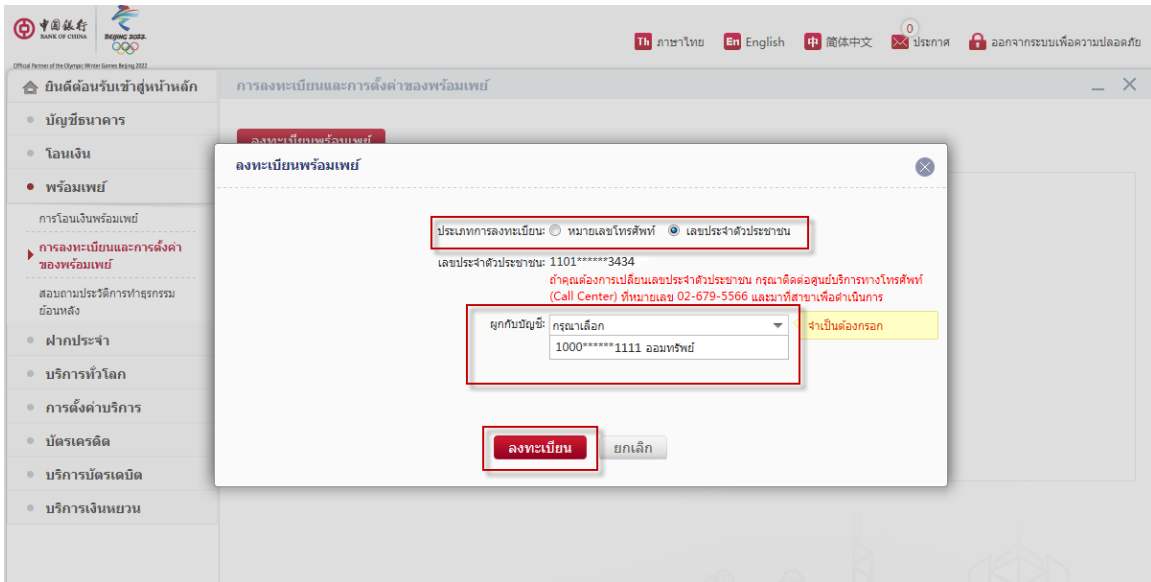 中国银行
BANK OF CHINA
BEIJING 2022
Official Partner of the Olympic Winter Games Beijing 2022
Th ภาษาไทย En English 中 简体中文 0 ประกาศ ออกจากระบบเพื่อความปลอดภัย
ยินดีต้อนรับเข้าสู่หน้าหลัก
บัญชีธนาคาร
โอนเงิน
พร้อมเพย์
การโอนเงินพร้อมเพย์
การลงทะเบียนและการตั้งค่า
ของพร้อมเพย์
สอบถามประวัติการทำธุรกรรม
ย้อนหลัง
ฝากประจำ
บริการทั่วโลก
การตั้งค่าบริการ
บัตรเครดิต
บริการบัตรเดบิต
บริการเงินหยวน
การลงทะเบียนและการตั้งค่าของพร้อมเพย์
ลงทะเบียนพร้อมเพย์
ลงทะเบียนพร้อมเพย์
ประเภทการลงทะเบียน: หมายเลขโทรศัพท์ เลขประจำตัวประชาชน
เลขประจำตัวประชาชน: 1101******3434
ถ้าคุณต้องการเปลี่ยนเลขประจำตัวประชาชน กรุณาติดต่อศูนย์บริการทางโทรศัพท์
(Call Center) ที่หมายเลข 02-679-5566 และมาที่สาขาเพื่อดำเนินการ
ผูกกับบัญชี: กรุณาเลือก จำเป็นต้องกรอก
1000******1111 ออมทรัพย์
ลงทะเบียน ยกเลิก